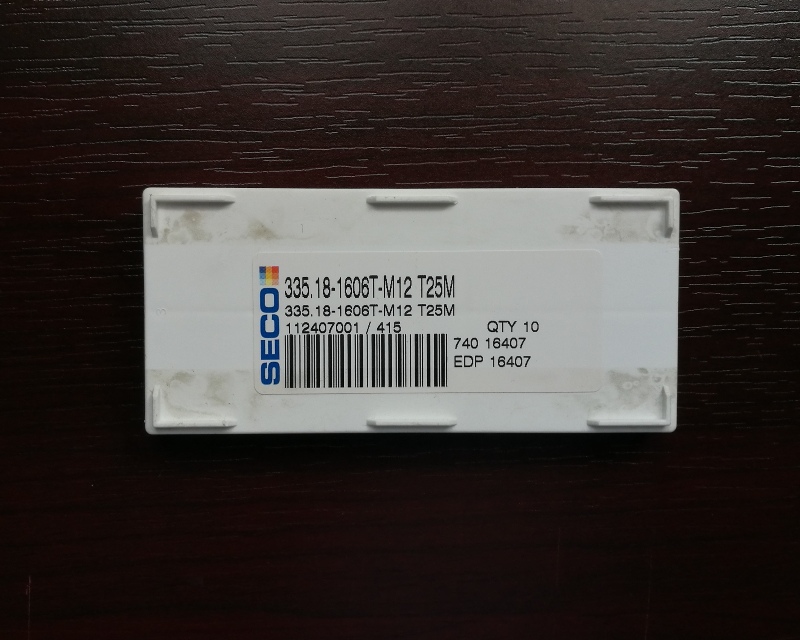 SECO
335.18-1606T-M12 T25M
335.18-1606T-M12 T25M
112407001 / 415 QTY 10
740 16407
EDP 16407